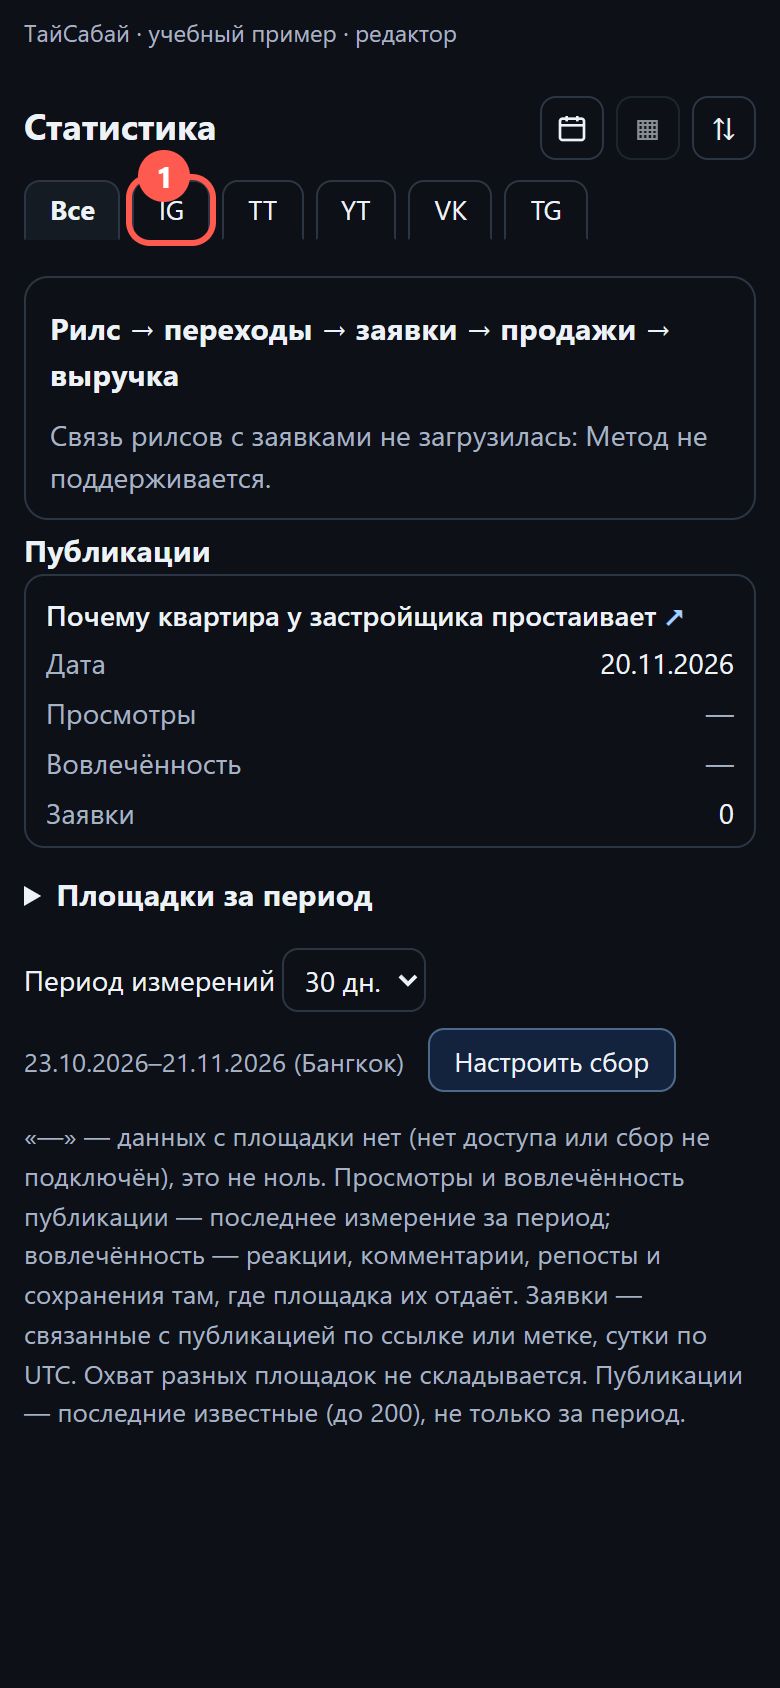 ТайСабай · учебный пример · редактор
Статистика
1
Все IG TT YT VK TG
Рилс → переходы → заявки → продажи →
выручка
Связь рилсов с заявками не загрузилась: Метод не
поддерживается.
Публикации
Почему квартира у застройщика простаивает ↗
Дата 20.11.2026
Просмотры —
Вовлечённость —
Заявки 0
▶ Площадки за период
Период измерений 30 дн.
23.10.2026–21.11.2026 (Бангкок) Настроить сбор
«—» — данных с площадки нет (нет доступа или сбор не
подключён), это не ноль. Просмотры и вовлечённость
публикации — последнее измерение за период;
вовлечённость — реакции, комментарии, репосты и
сохранения там, где площадка их отдаёт. Заявки —
связанные с публикацией по ссылке или метке, сутки по
UTC. Охват разных площадок не складывается. Публикации
— последние известные (до 200), не только за период.